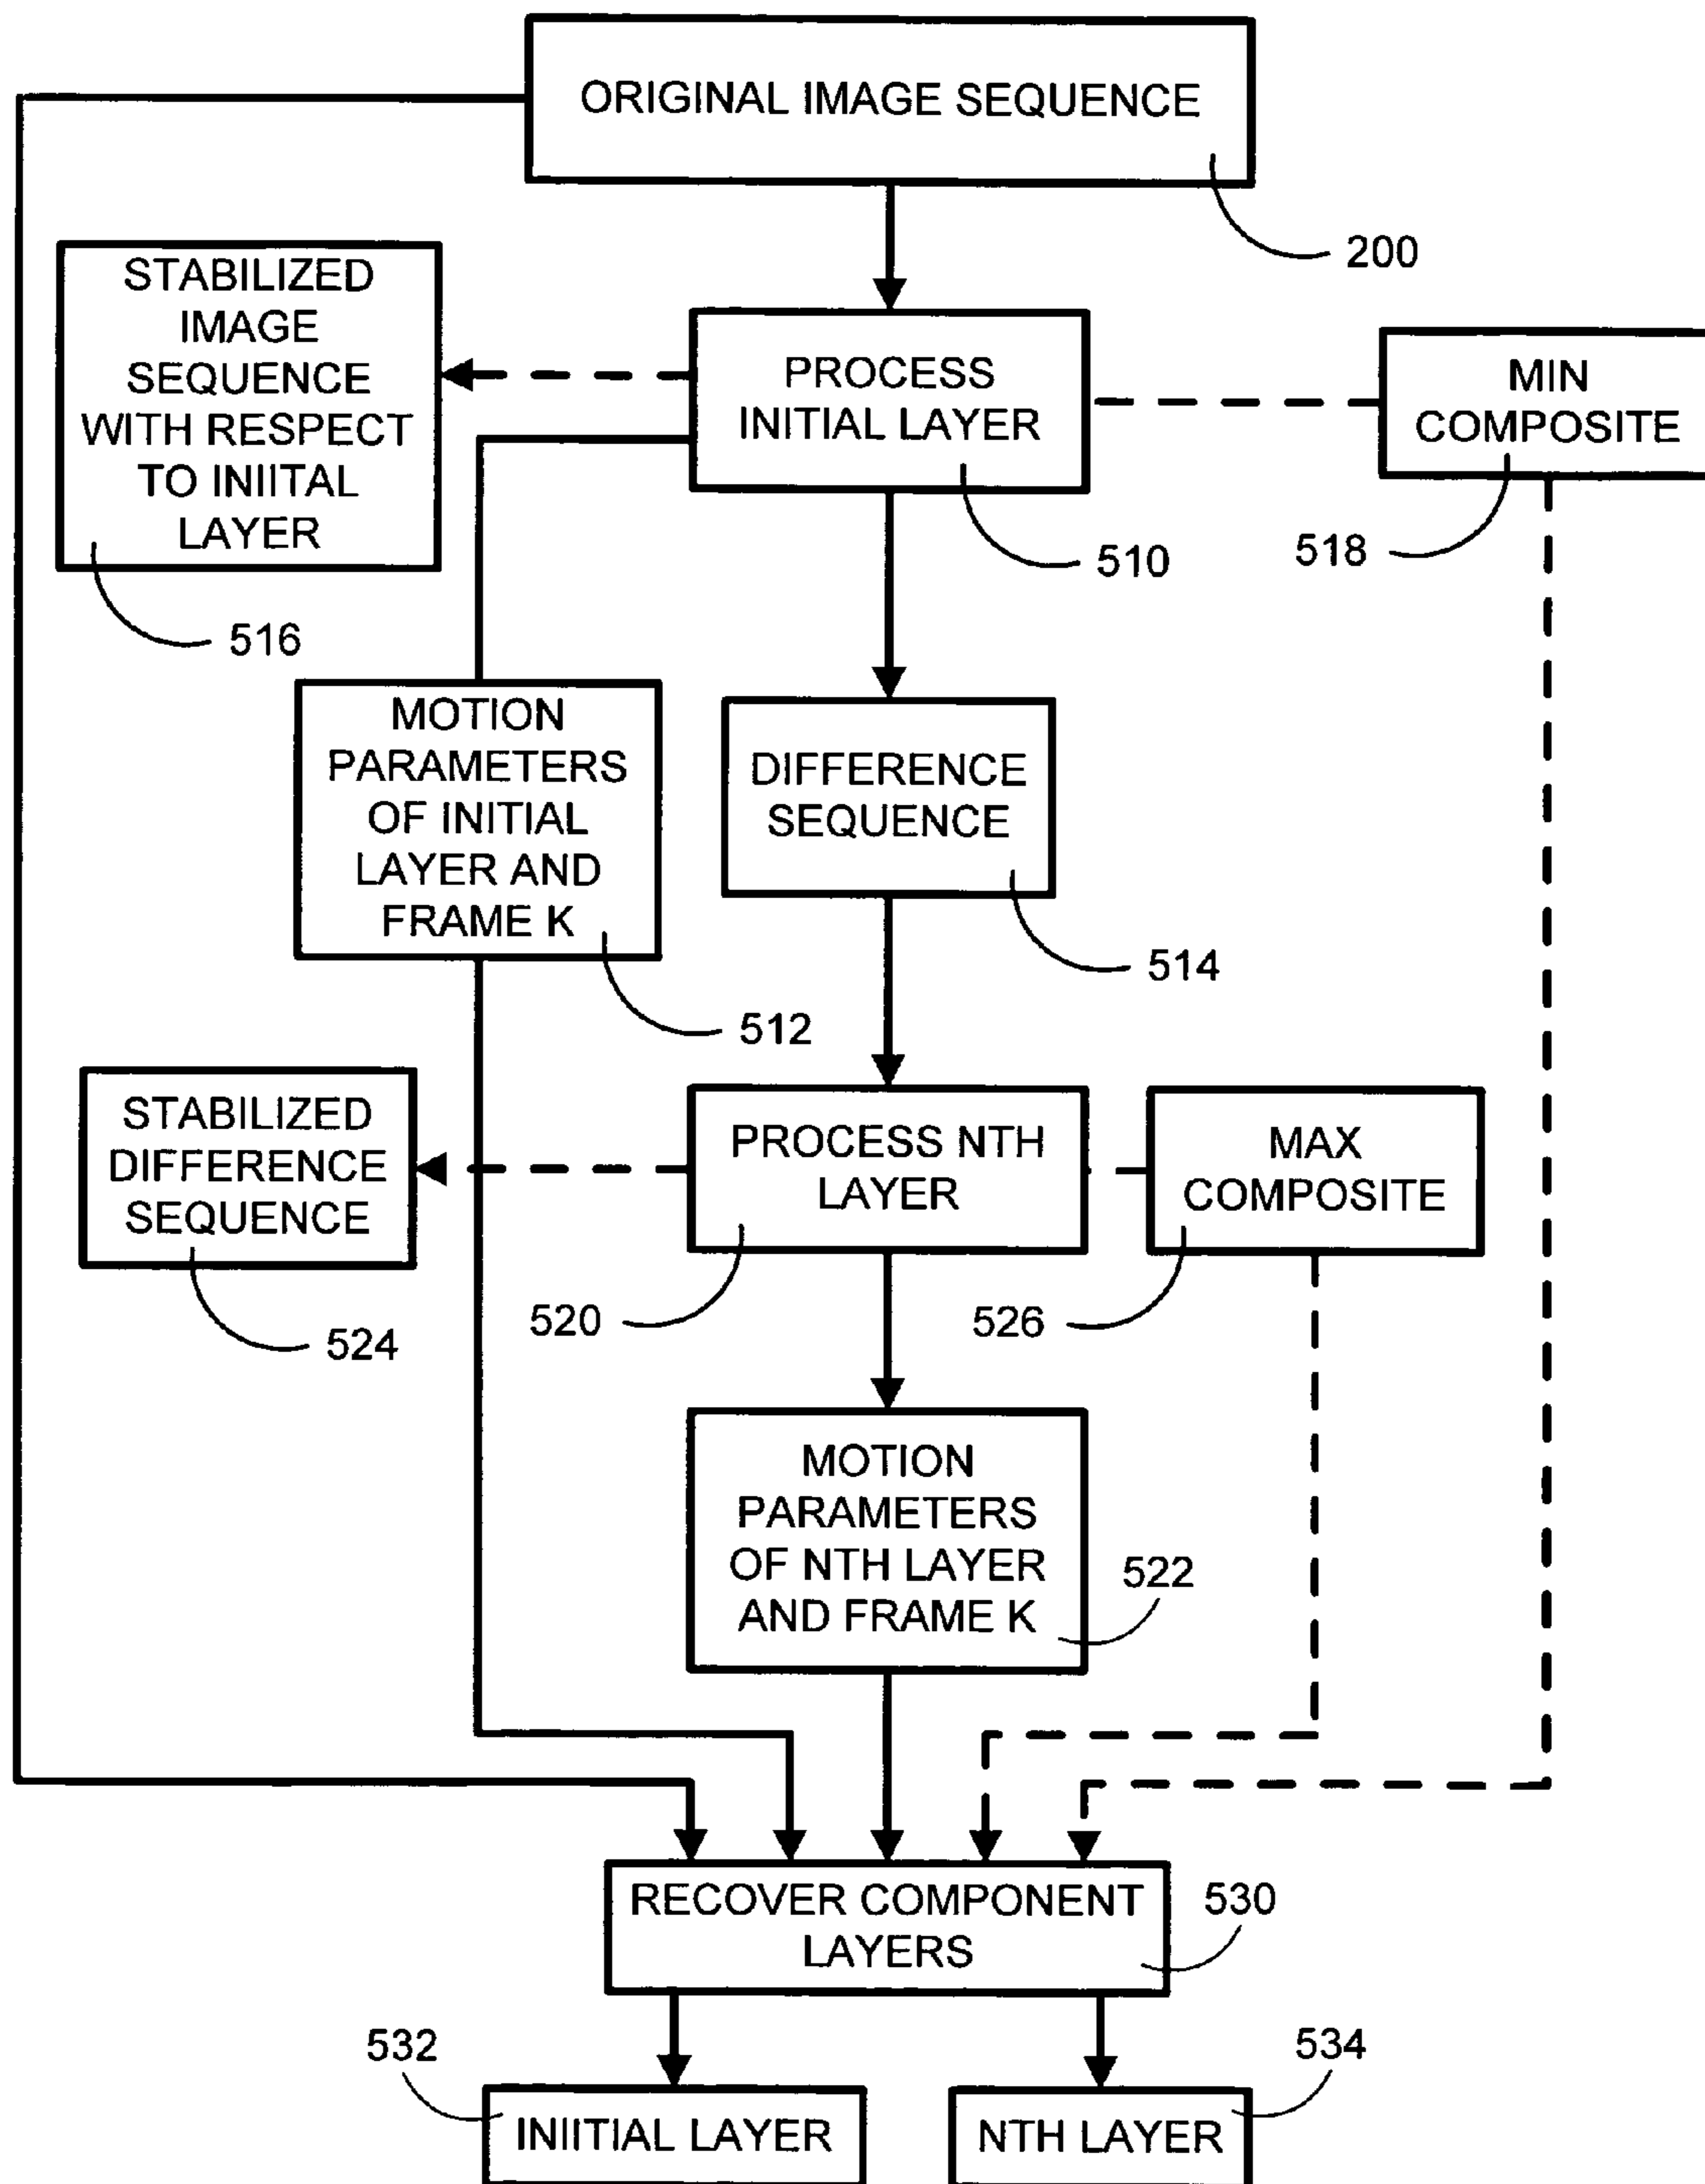 ORIGINAL IMAGE SEQUENCE
200
STABILIZED
IMAGE
SEQUENCE
WITH RESPECT
TO INIITAL
LAYER
516
PROCESS
INITIAL LAYER
510
MIN
COMPOSITE
518
MOTION
PARAMETERS
OF INITIAL
LAYER AND
FRAME K
512
DIFFERENCE
SEQUENCE
514
STABILIZED
DIFFERENCE
SEQUENCE
524
PROCESS NTH
LAYER
520
MAX
COMPOSITE
526
MOTION
PARAMETERS
OF NTH LAYER
AND FRAME K
522
RECOVER COMPONENT
LAYERS
530
532
INIITIAL LAYER
534
NTH LAYER